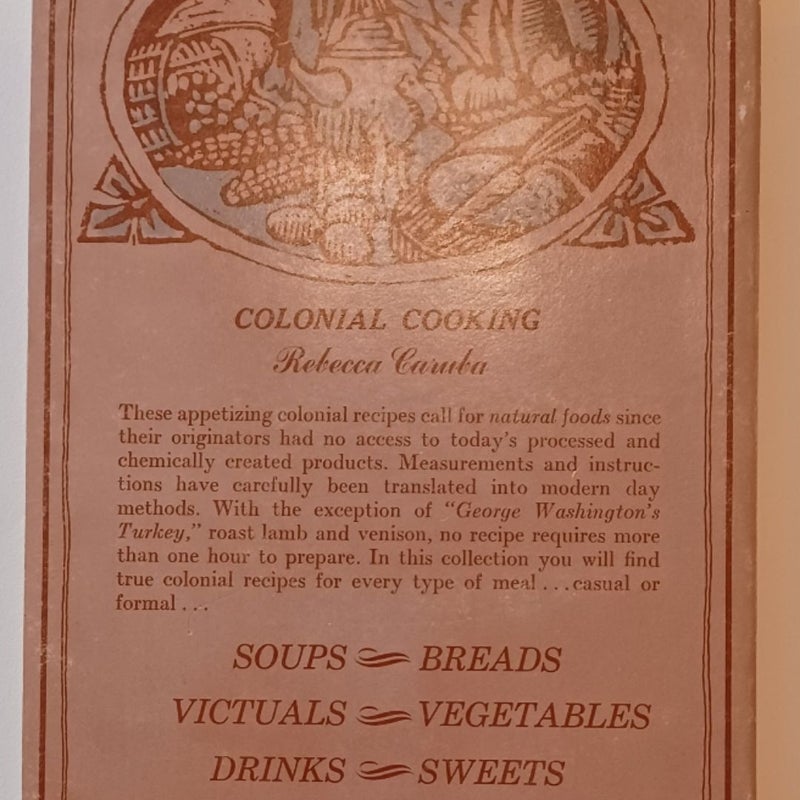 COLONIAL COOKING
Rebecca Caruba
These appetizing colonial recipes call for natural foods since
their originators had no access to today's processed and
chemically created products. Measurements and instruc-
tions have carefully been translated into modern day
methods. With the exception of "George Washington's
Turkey," roast lamb and venison, no recipe requires more
than one hour to prepare. In this collection you will find
true colonial recipes for every type of meal...casual or
formal...
SOUPS BREADS
VICTUALS VEGETABLES
DRINKS SWEETS